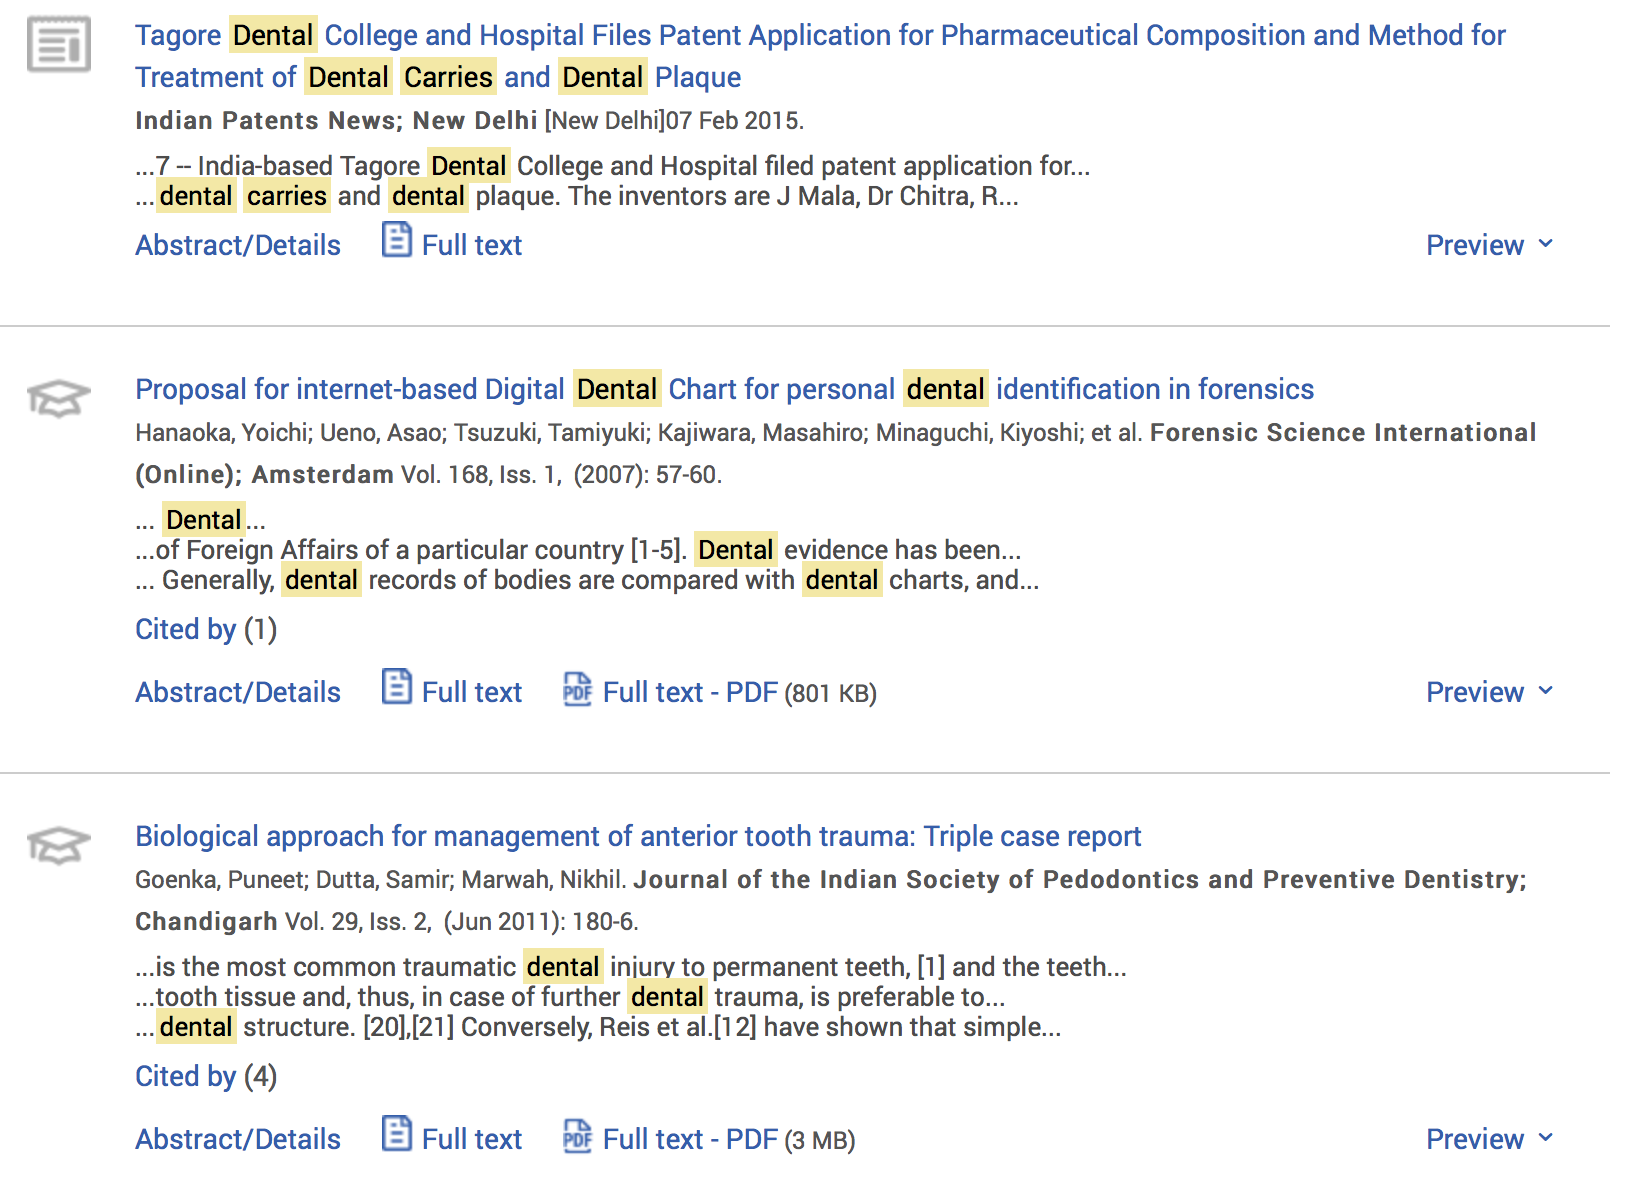 Tagore Dental College and Hospital Files Patent Application for Pharmaceutical Composition and Method for
Treatment of Dental Carries and Dental Plaque
Indian Patents News; New Delhi [New Delhi]07 Feb 2015.
...7 -- India-based Tagore Dental College and Hospital filed patent application for...
...dental carries and dental plaque. The inventors are J Mala, Dr Chitra, R...
Abstract/Details Full text Preview
Proposal for internet-based Digital Dental Chart for personal dental identification in forensics
Hanaoka, Yoichi; Ueno, Asao; Tsuzuki, Tamiyuki; Kajiwara, Masahiro; Minaguchi, Kiyoshi; et al. Forensic Science International
(Online); Amsterdam Vol. 168, Iss. 1, (2007): 57-60.
... Dental...
...of Foreign Affairs of a particular country [1-5]. Dental evidence has been...
... Generally, dental records of bodies are compared with dental charts, and...
Cited by (1)
Abstract/Details Full text PDF Full text - PDF (801 KB) Preview
Biological approach for management of anterior tooth trauma: Triple case report
Goenka, Puneet; Dutta, Samir; Marwah, Nikhil. Journal of the Indian Society of Pedodontics and Preventive Dentistry;
Chandigarh Vol. 29, Iss. 2, (Jun 2011): 180-6.
...is the most common traumatic dental injury to permanent teeth, [1] and the teeth...
...tooth tissue and, thus, in case of further dental trauma, is preferable to...
...dental structure. [20],[21] Conversely, Reis et al.[12] have shown that simple...
Cited by (4)
Abstract/Details Full text PDF Full text - PDF (3 MB) Preview